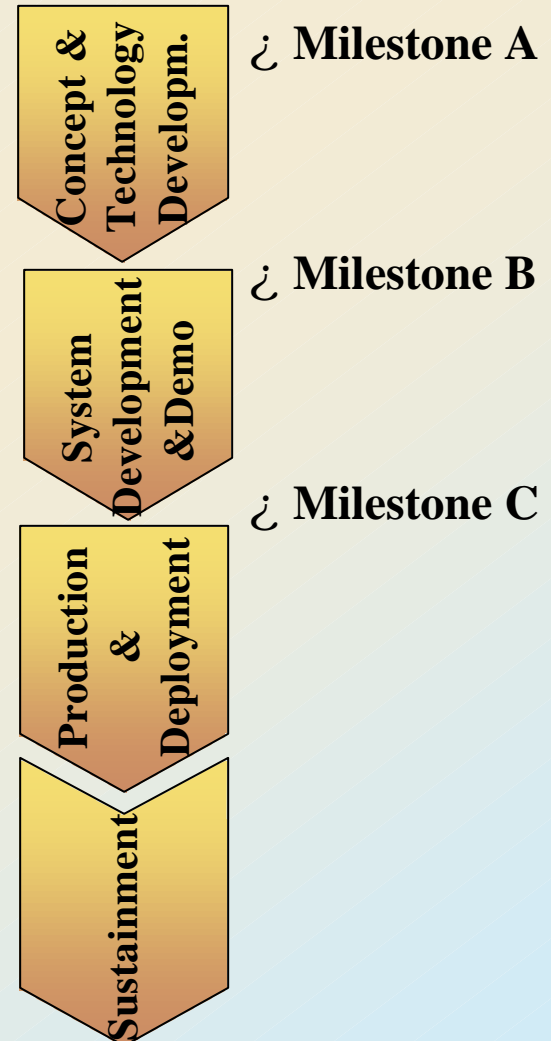 Concept &
Technology
Developm.
¿ Milestone A
System
Development
&Demo
¿ Milestone B
Production
&
Deployment
¿ Milestone C
Sustainment